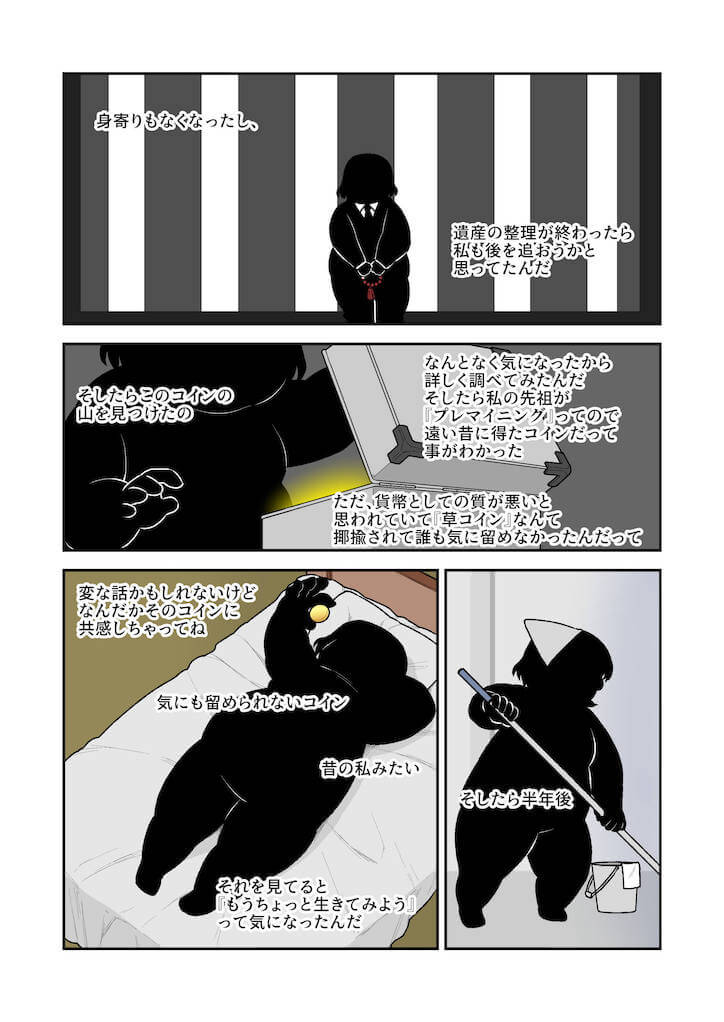 身寄りもなくなったし、
遺産の整理が終わったら
私も後を追おうかと
思ってたんだ
なんとなく気になったから
詳しく調べてみたんだ
そしたら私の先祖が
『プレマイニング』ってので
遠い昔に得たコインだって
事がわかった
そしたらこのコインの
山を見つけたの
ただ、貨幣としての質が悪いと
思われていて『草コイン』なんて
揶揄されて誰も気に留めなかったんだって
変な話かもしれないけど
なんだかそのコインに
共感しちゃってね
気にも留められないコイン
昔の私みたい
それを見てると
『もうちょっと生きてみよう』
って気になったんだ
そしたら半年後